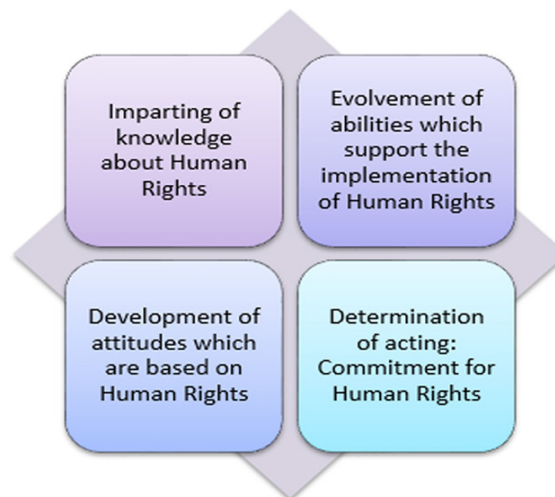 Imparting of
knowledge
about Human
Rights
Evolvement of
abilities which
support the
implementation
of Human Rights
Development of
attitudes which
are based on
Human Rights
Determination
of acting:
Commitment for
Human Rights